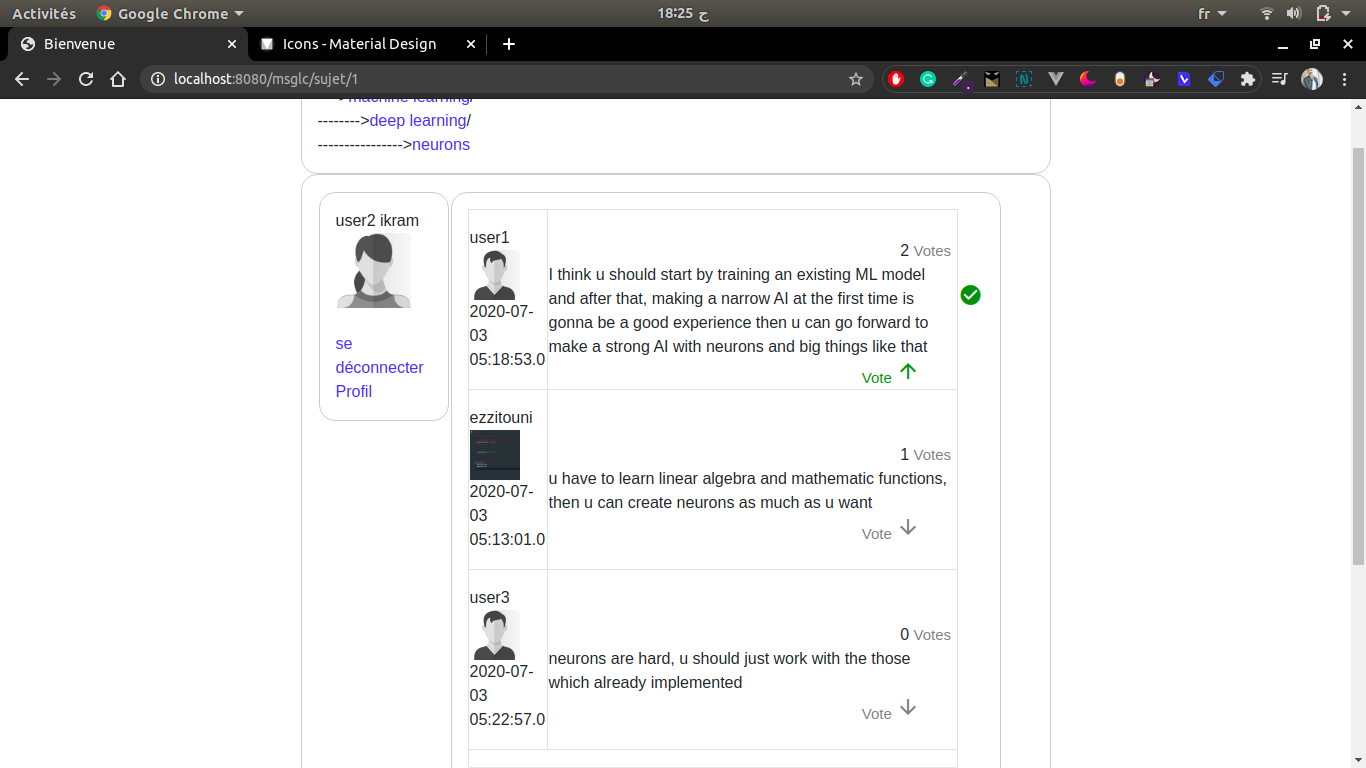 Activités
Google Chrome
18:25 ج
fr
Bienvenue
Icons - Material Design
localhost:8080/msglc/sujet/1
machine learning/
-------->deep learning/
---------------->neurons
user2 ikram
se
déconnecter
Profil
user1
2020-07-
03
05:18:53.0
2 Votes
I think u should start by training an existing ML model
and after that, making a narrow AI at the first time is
gonna be a good experience then u can go forward to
make a strong AI with neurons and big things like that
Vote
ezzitouni
2020-07-
03
05:13:01.0
1 Votes
u have to learn linear algebra and mathematic functions,
then u can create neurons as much as u want
Vote
user3
2020-07-
03
05:22:57.0
0 Votes
neurons are hard, u should just work with the those
which already implemented
Vote